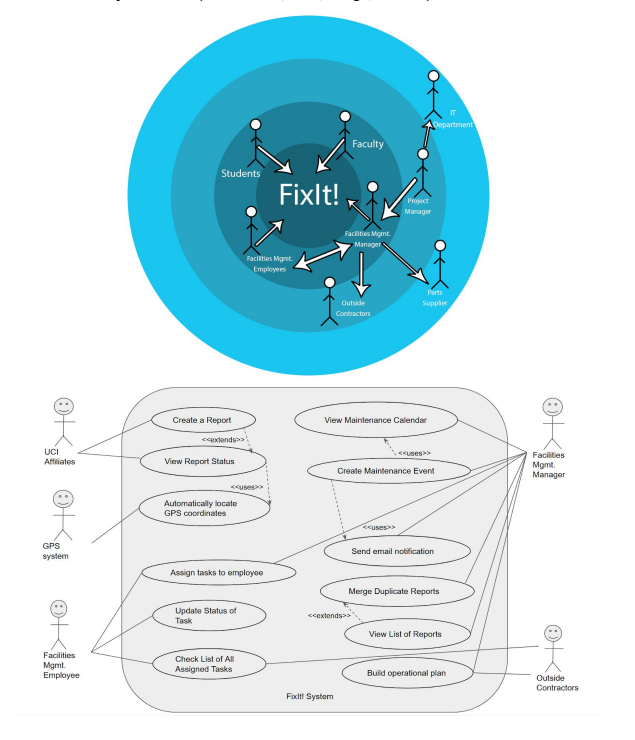 IT
Department
Faculty
Students
FixIt!
Project
Manager
Facilities Mgmt.
Manager
Facilities Mgmt.
Employees
Parts
Supplier
Outside
Contractors
Create a Report
View Maintenance Calendar
<<extends>>
UCI
Affiliates
View Report Status
<<uses>>
Facilities
Mgmt.
Manager
Create Maintenance Event
<<uses>>
Automatically locate
GPS coordinates
<<uses>>
GPS
system
Send email notification
Assign tasks to employee
Merge Duplicate Reports
Update Status of
Task
<<extends>>
View List of Reports
Facilities
Mgmt.
Employee
Check List of All
Assigned Tasks
Build operational plan
Outside
Contractors
FixIt! System